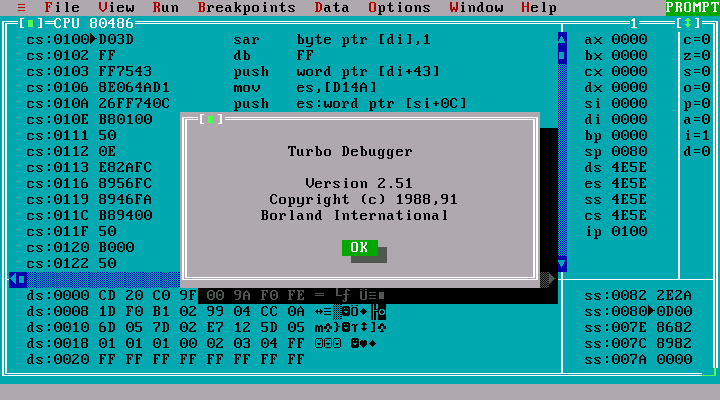 ≡ File View Run Breakpoints Data Options Window Help PROMPT
[■]=CPU 80486 1 [↕]
cs:0100►D03D sar byte ptr [di],1 ax 0000 c=0
cs:0102 FF db FF bx 0000 z=0
cs:0103 FF7543 push word ptr [di+43] cx 0000 s=0
cs:0106 8E064AD1 mov es,[D14A] dx 0000 o=0
cs:010A 26FF740C push es:word ptr [si+0C] si 0000 p=0
cs:010E B80100 di 0000 a=0
cs:0111 50 bp 0000 i=1
cs:0112 0E sp 0080 d=0
cs:0113 E82AFC ds 4E5E
cs:0116 8956FC es 4E5E
cs:0119 8946FA ss 4E5E
cs:011C B89400 cs 4E5E
cs:011F 50 ip 0100
cs:0120 B000
cs:0122 50
[■]
Turbo Debugger
Version 2.51
Copyright (c) 1988,91
Borland International
OK
ds:0000 CD 20 C0 9F 00 9A F0 FE = └ƒ Ü≡■ ss:0082 2E2A
ds:0008 1D F0 B1 02 99 04 CC 0A ↔≡▒☻Ö♦╠◙ ss:0080►0D00
ds:0010 6D 05 7D 02 E7 12 5D 05 m♣}☻τ↕]♣ ss:007E 8682
ds:0018 01 01 01 00 02 03 04 FF ☺☺☺ ☻♥♦ ss:007C 8982
ds:0020 FF FF FF FF FF FF FF FF ss:007A 0000